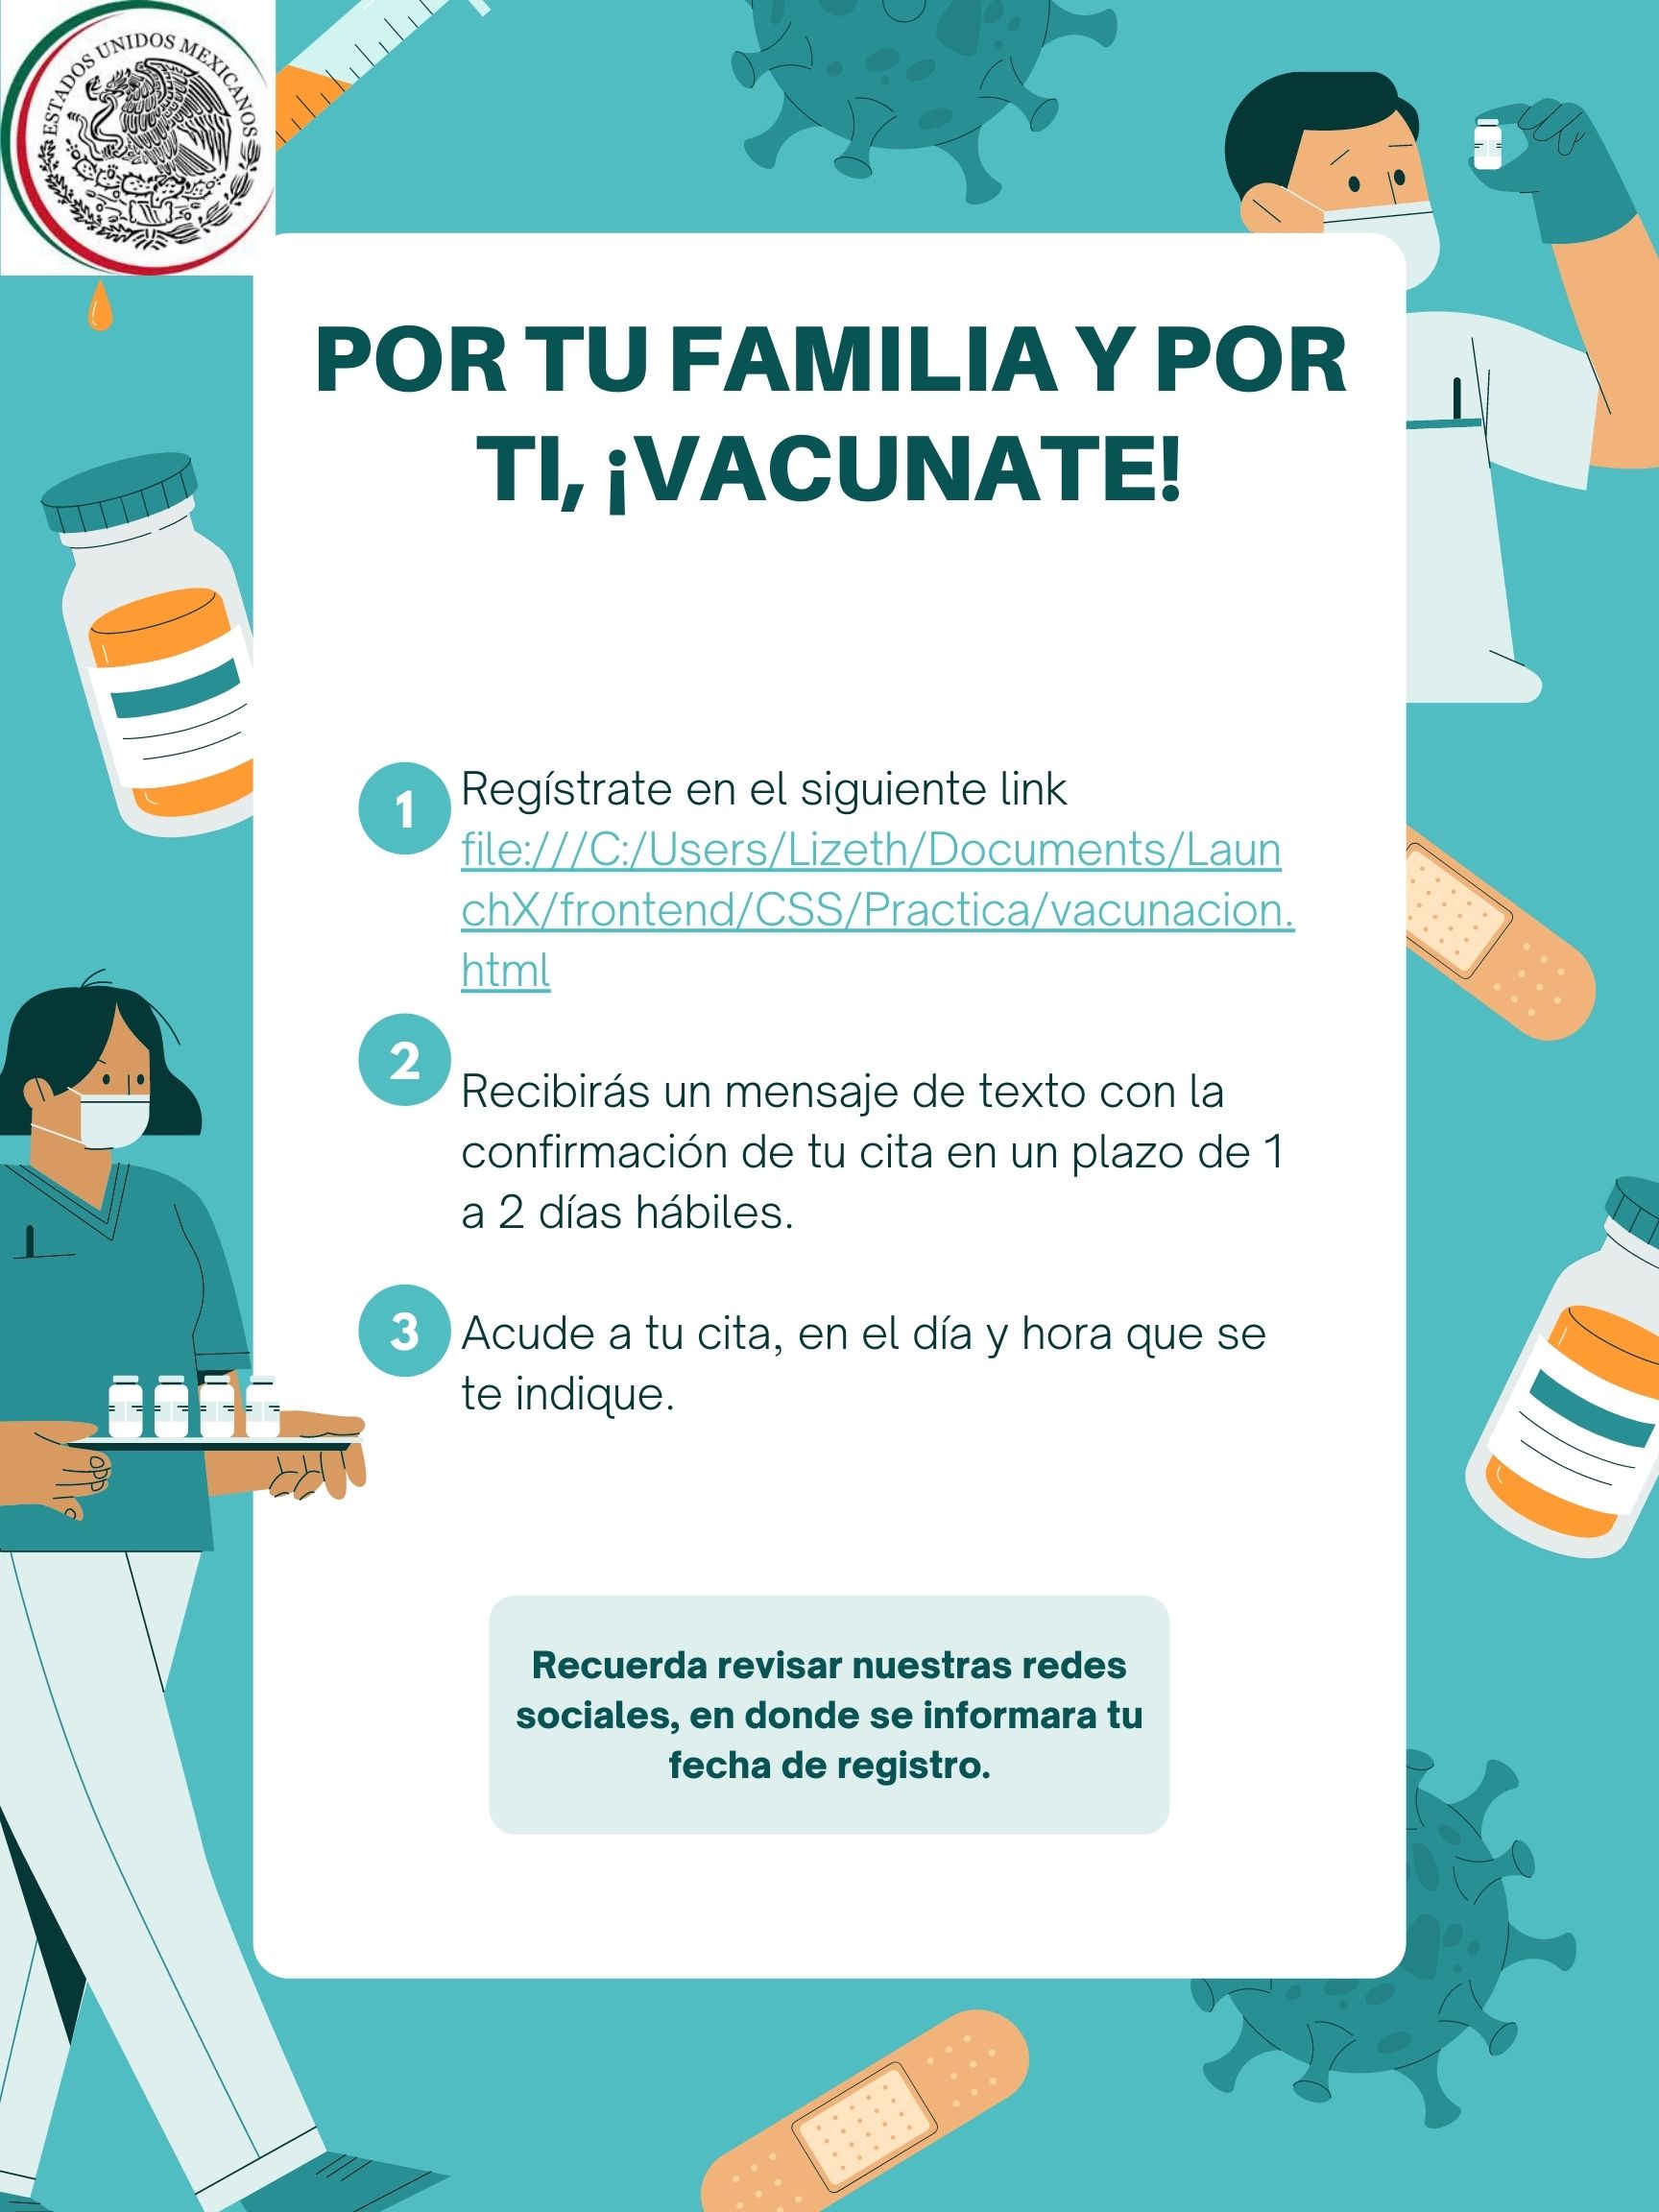 ESTADOS UNIDOS MEXICANOS
POR TU FAMILIA Y POR
TI, ¡VACUNATE!
1
Regístrate en el siguiente link
file:///C:/Users/Lizeth/Documents/Laun
chX/frontend/CSS/Practica/vacunacion.
html
2
Recibirás un mensaje de texto con la
confirmación de tu cita en un plazo de 1
a 2 días hábiles.
3
Acude a tu cita, en el día y hora que se
te indique.
Recuerda revisar nuestras redes
sociales, en donde se informara tu
fecha de registro.